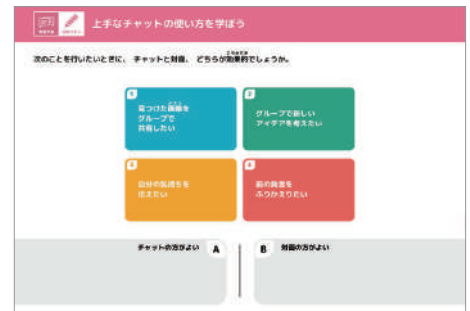 上手なチャットの使い方を学ぼう
次のことを行いたいときに、チャットと対面、どちらが効果的でしょうか。
1
見つけた画像を
グループで
共有したい
2
グループで新しい
アイデアを考えたい
3
自分の気持ちを
伝えたい
4
前の発言を
ふりかえりたい
チャットの方がよい A
B 対面の方がよい